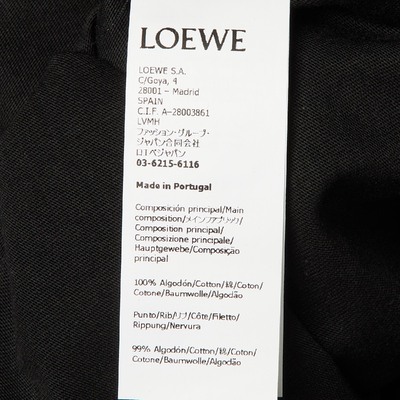 LOEWE
LOEWE S.A.
C/Goya, 4
28001 – Madrid
SPAIN
C.I.F. A-28003861
LVMH
ファッション・グループ・
ジャパン合同会社
ロエベジャパン
03-6215-6116
Made in Portugal
Composición principal/Main
composition/メインファブリック/
Composition principal/
Composizione principale/
Hauptgewebe/Composição
principal
100% Algodón/Cotton/綿/Coton/
Cotone/Baumwolle/Algodão
Punto/Rib/リブ/Côte/Filetto/
Rippung/Nervura
99% Algodón/Cotton/綿/Coton/
Cotone/Baumwolle/Algodão